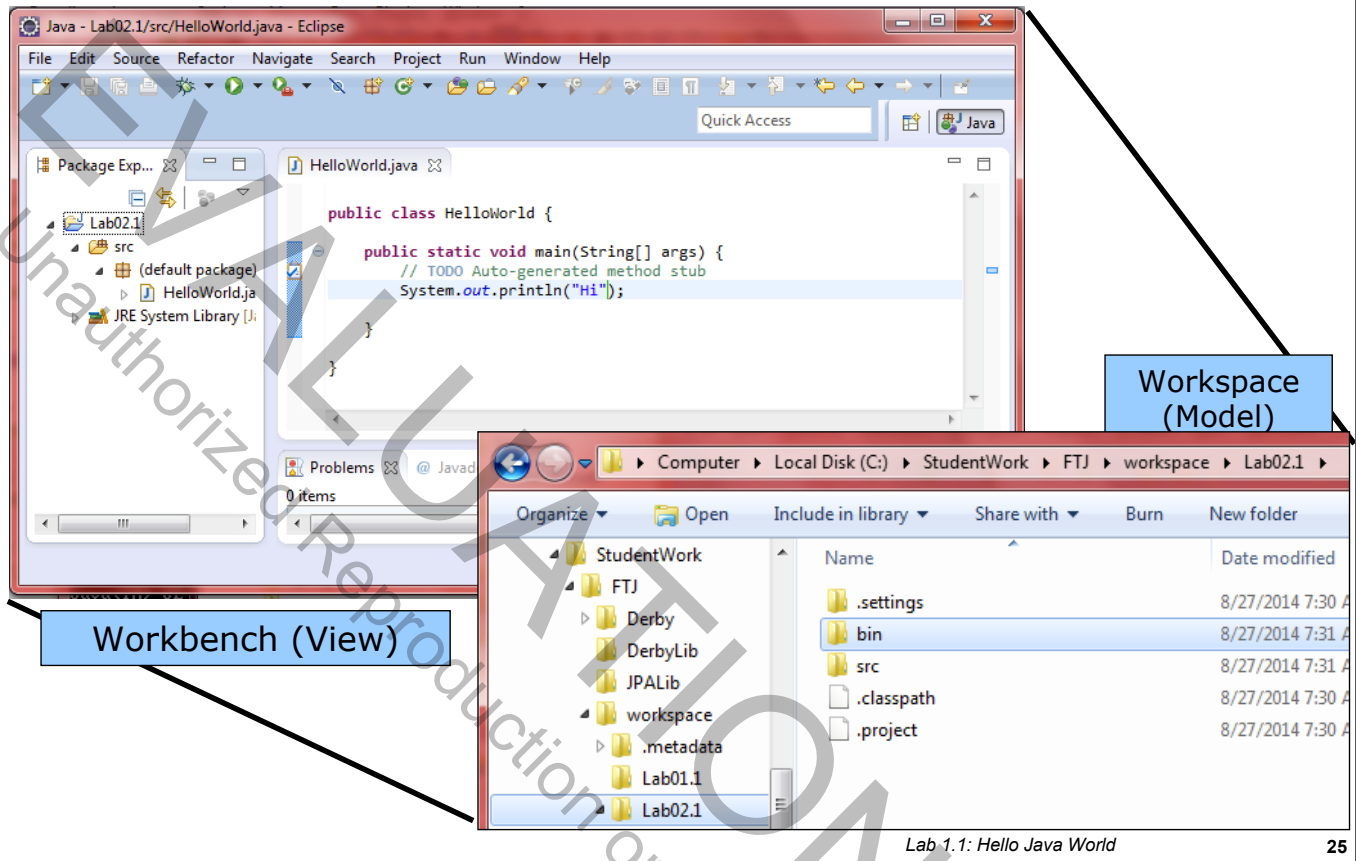 Java - Lab02.1/src/HelloWorld.java - Eclipse
File Edit Source Refactor Navigate Search Project Run Window Help
Quick Access
Java
Package Exp...
Lab02.1
src
(default package)
HelloWorld.ja
JRE System Library [Ja
HelloWorld.java
public class HelloWorld {
public static void main(String[] args) {
// TODO Auto-generated method stub
System.out.println("Hi");
}
}
Problems @ Javad
0 items
Workspace
(Model)
Computer Local Disk (C:) StudentWork FTJ workspace Lab02.1
Organize Open Include in library Share with Burn New folder
StudentWork
FTJ
Derby
DerbyLib
JPALib
workspace
.metadata
Lab01.1
Lab02.1
Name Date modified
.settings 8/27/2014 7:30 A
bin 8/27/2014 7:31 A
src 8/27/2014 7:31 A
.classpath 8/27/2014 7:30 A
.project 8/27/2014 7:30 A
Workbench (View)
EVALUATION
Unauthorized Reproduction or
Lab 1.1: Hello Java World 25